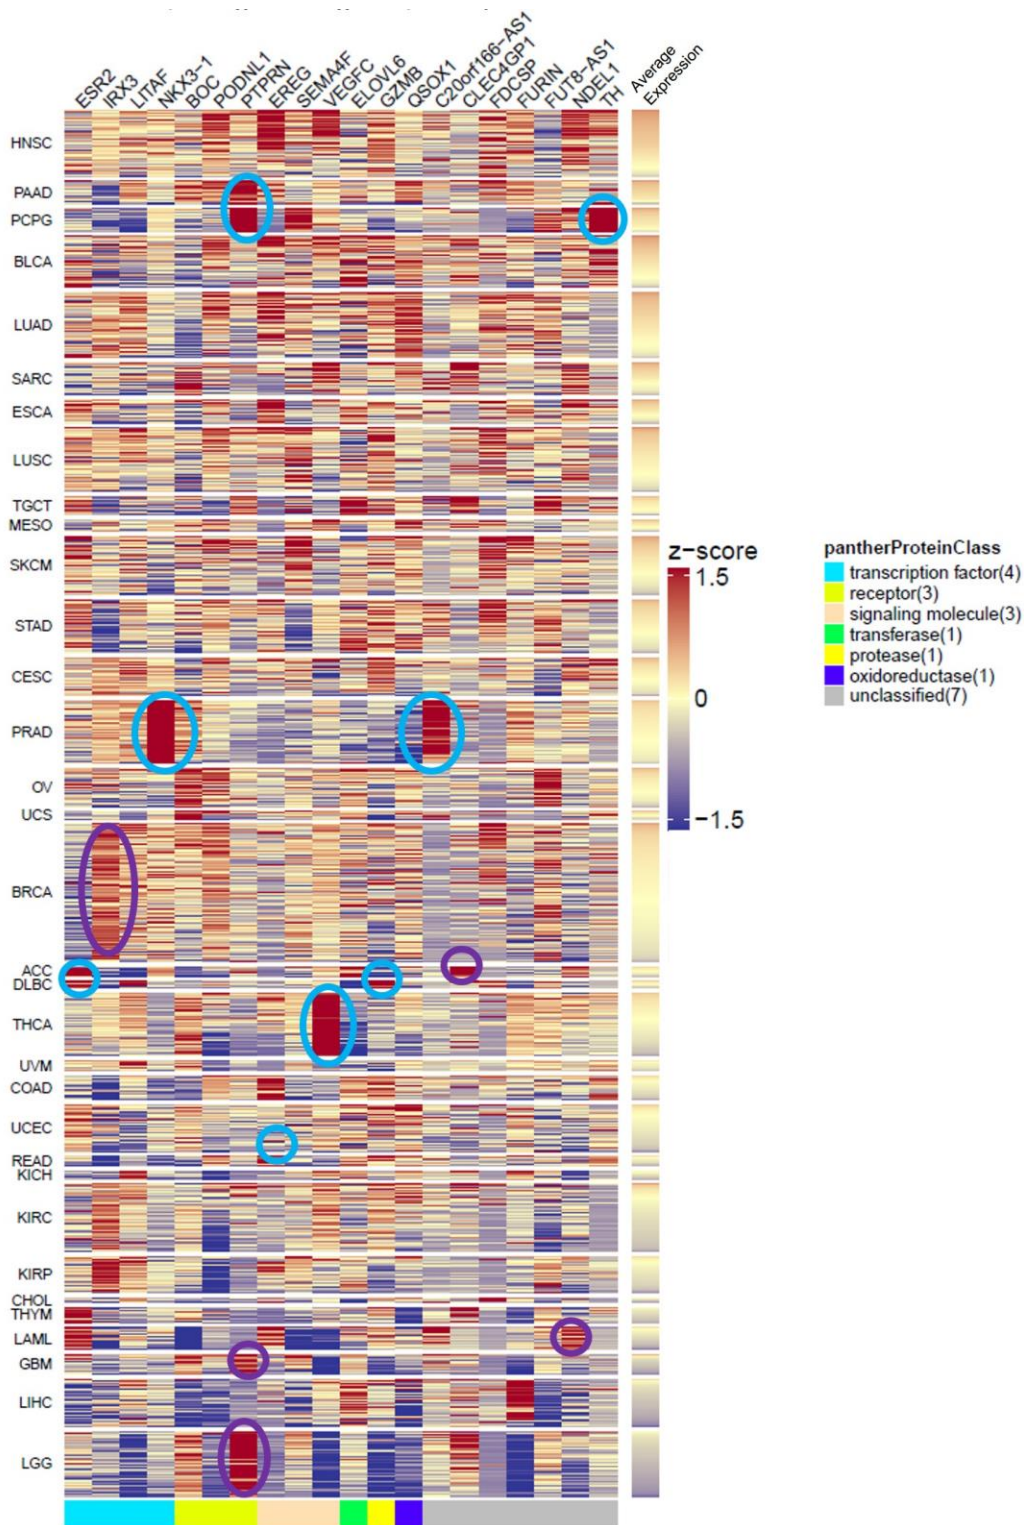 ESR2
IRX3
LITAF
NKX3-1
BOC
PODNL1
PTPRN
EREG
SEMA4F
VEGFC
ELOVL6
GZMB
QSOX1
C20orf166-AS1
CLEC4GP1
FDCSP
FURIN
FUT8-AS1
NDEL1
TH
Average
Expression
HNSC
PAAD
PCPG
BLCA
LUAD
SARC
ESCA
LUSC
TGCT
MESO
SKCM
STAD
CESC
PRAD
OV
UCS
BRCA
ACC
DLBC
THCA
UVM
COAD
UCEC
READ
KICH
KIRC
KIRP
CHOL
THYM
LAML
GBM
LIHC
LGG
z-score
1.5
0
-1.5
pantherProteinClass
transcription factor(4)
receptor(3)
signaling molecule(3)
transferase(1)
protease(1)
oxidoreductase(1)
unclassified(7)